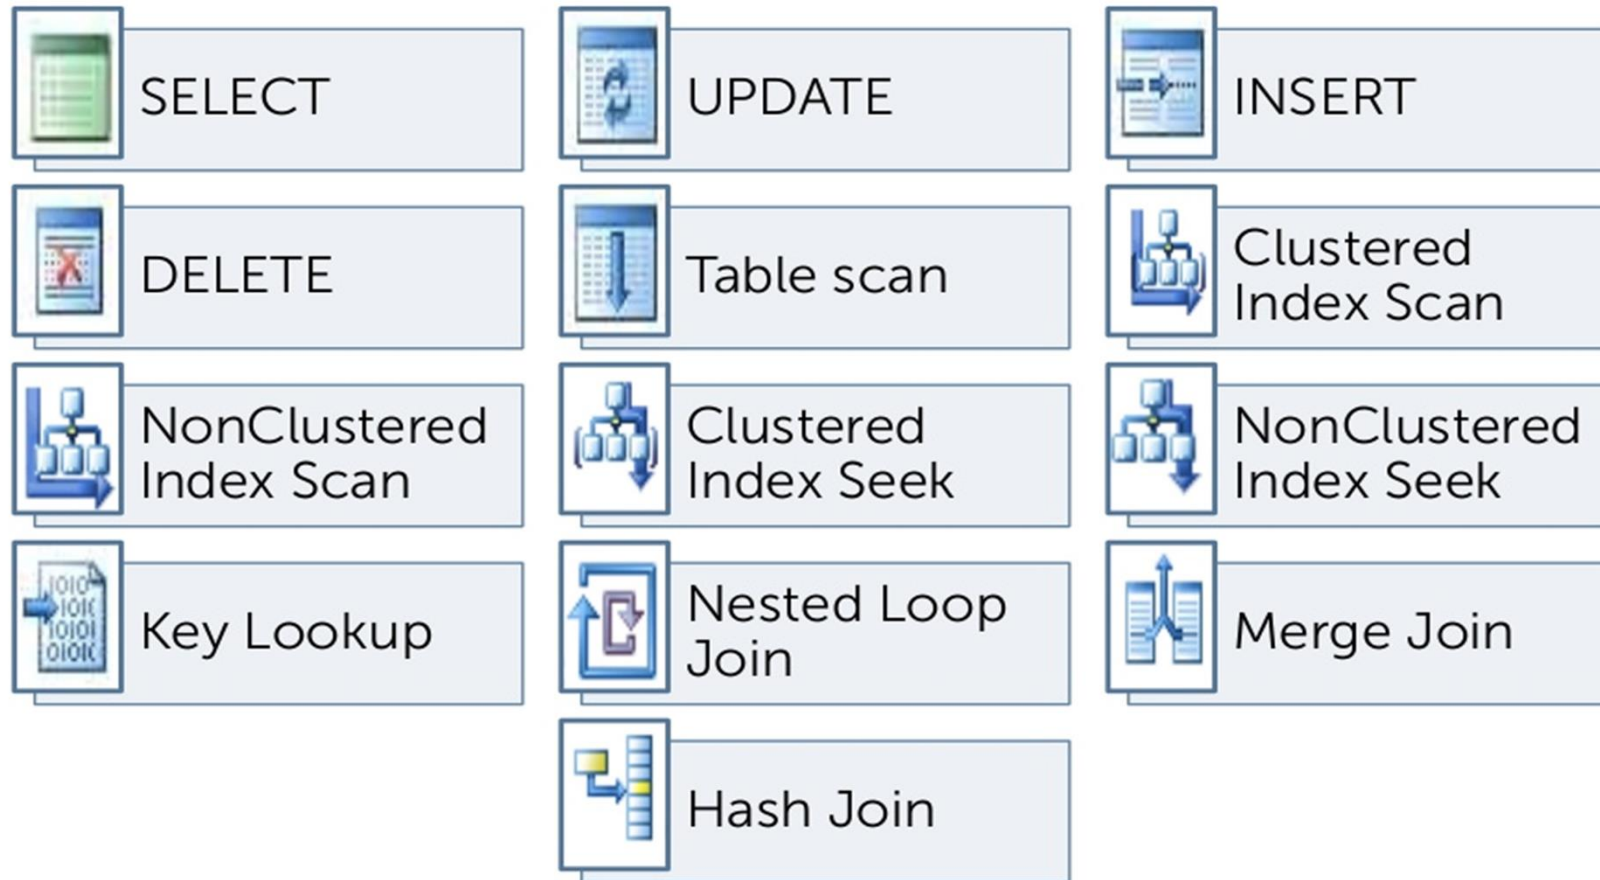 SELECT
UPDATE
INSERT
DELETE
Table scan
Clustered
Index Scan
NonClustered
Index Scan
Clustered
Index Seek
NonClustered
Index Seek
Key Lookup
Nested Loop
Join
Merge Join
Hash Join